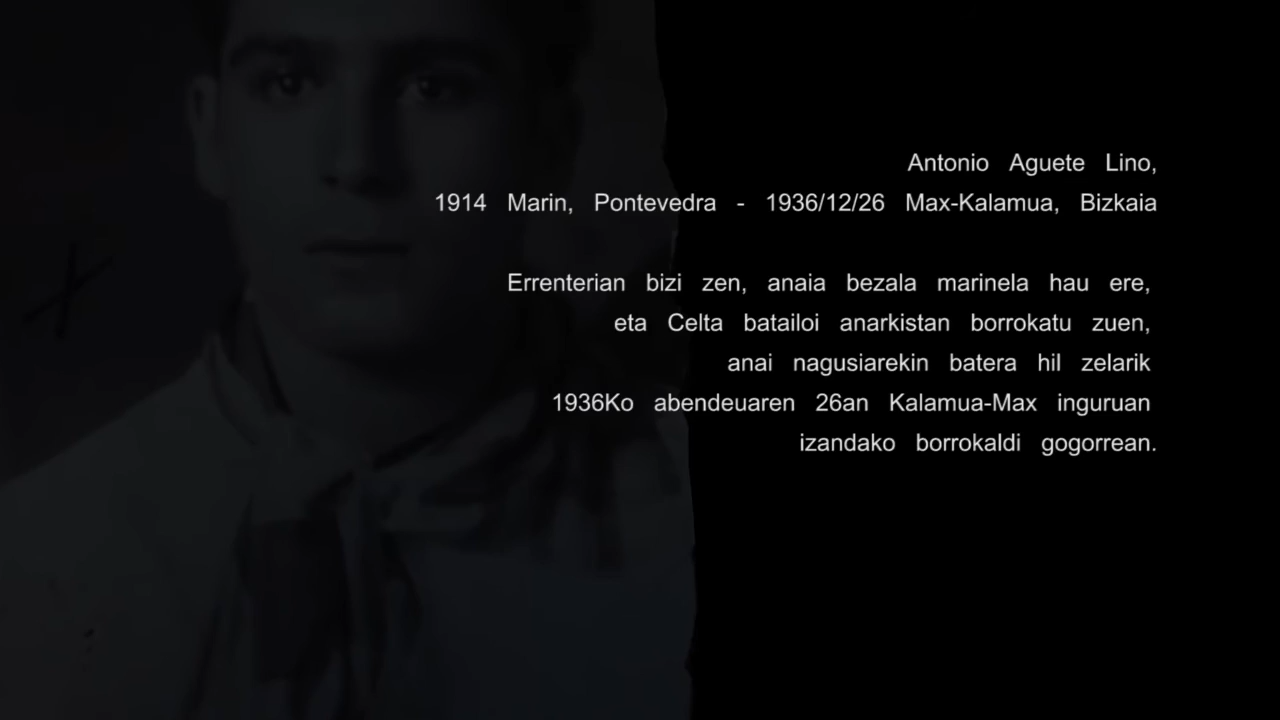 Antonio Aguete Lino,
1914 Marin, Pontevedra - 1936/12/26 Max-Kalamua, Bizkaia
Errenterian bizi zen, anaia bezala marinela hau ere,
eta Celta batailoi anarkistan borrokatu zuen,
anai nagusiarekin batera hil zelarik
1936Ko abendeuaren 26an Kalamua-Max inguruan
izandako borrokaldi gogorrean.